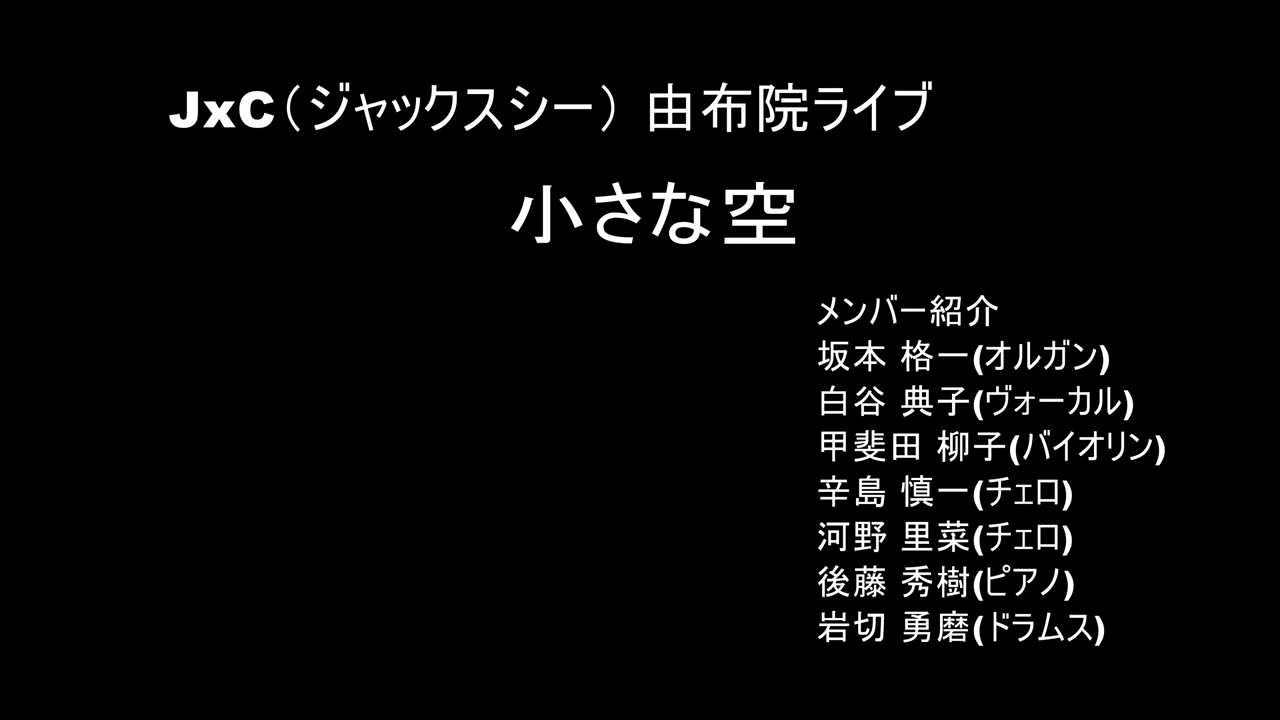 JxC（ジャックスシー） 由布院ライブ
小さな空
メンバー紹介
坂本 格一(オルガン)
白谷 典子(ヴォーカル)
甲斐田 柳子(バイオリン)
辛島 慎一(チェロ)
河野 里菜(チェロ)
後藤 秀樹(ピアノ)
岩切 勇磨(ドラムス)